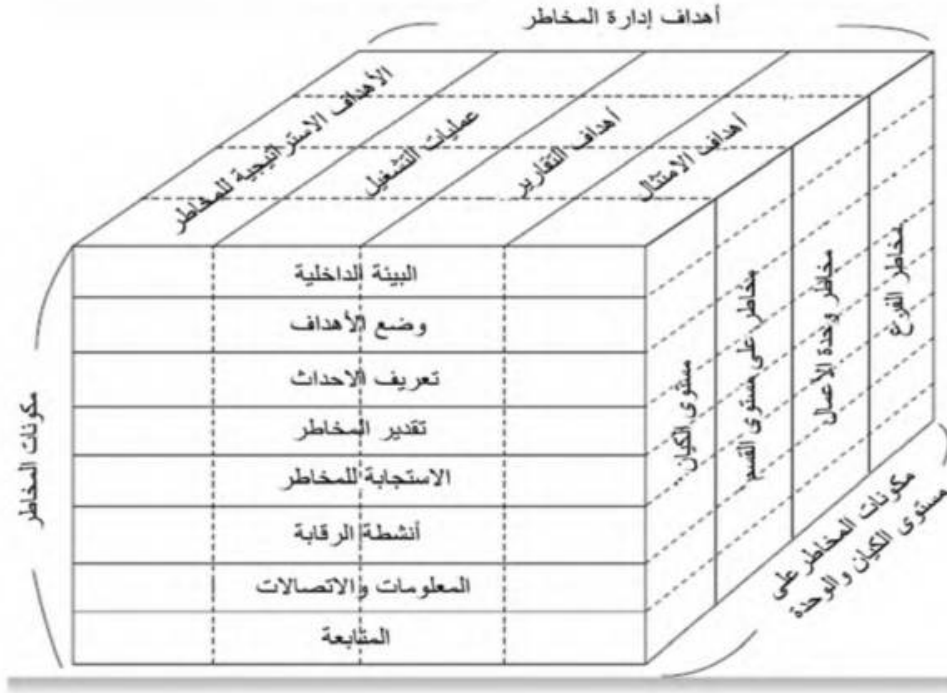 أهداف إدارة المخاطر
الأهداف الاستراتيجية للمخاطر
عمليات التشغيل
أهداف التقارير
أهداف الامتثال
البيئة الداخلية
وضع الأهداف
تعريف الاحداث
تقدير المخاطر
الاستجابة للمخاطر
أنشطة الرقابة
المعلومات والاتصالات
المتابعة
مكونات المخاطر
مستوى الكيان
مخاطر على مستوى القسم
مخاطر وحدة الأعمال
مخاطر الفرع
مكونات المخاطر على
مستوى الكيان والوحدة